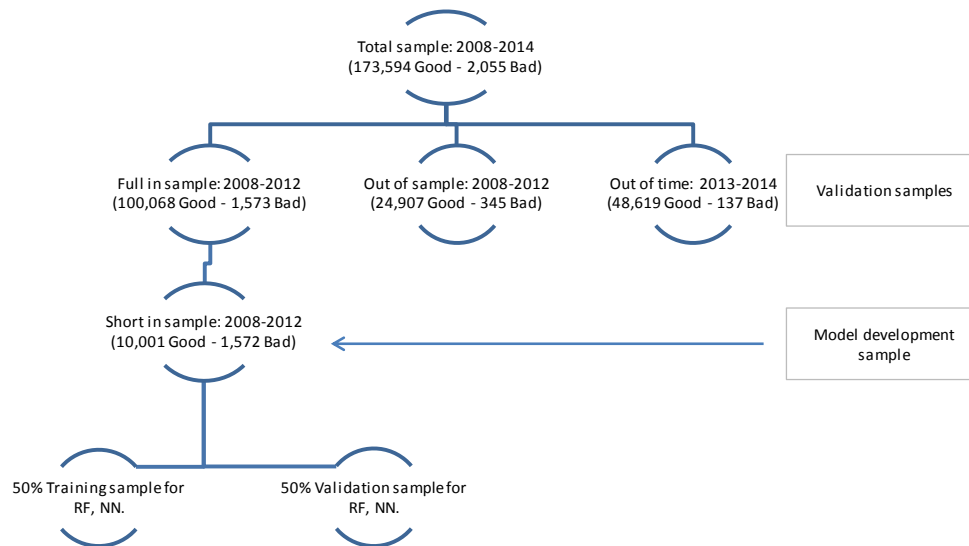 Total sample: 2008-2014
(173,594 Good - 2,055 Bad)
Full in sample: 2008-2012
(100,068 Good - 1,573 Bad)
Out of sample: 2008-2012
(24,907 Good - 345 Bad)
Out of time: 2013-2014
(48,619 Good - 137 Bad)
Validation samples
Short in sample: 2008-2012
(10,001 Good - 1,572 Bad)
Model development
sample
50% Training sample for
RF, NN.
50% Validation sample for
RF, NN.